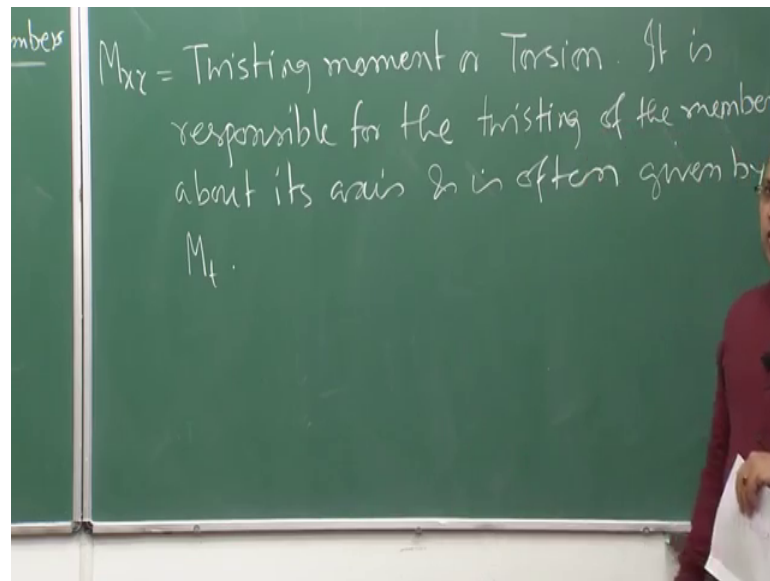 mbers
Mxx = Twisting moment or Torsion. It is
responsible for the twisting of the member
about its axis & is often given by
Mt.